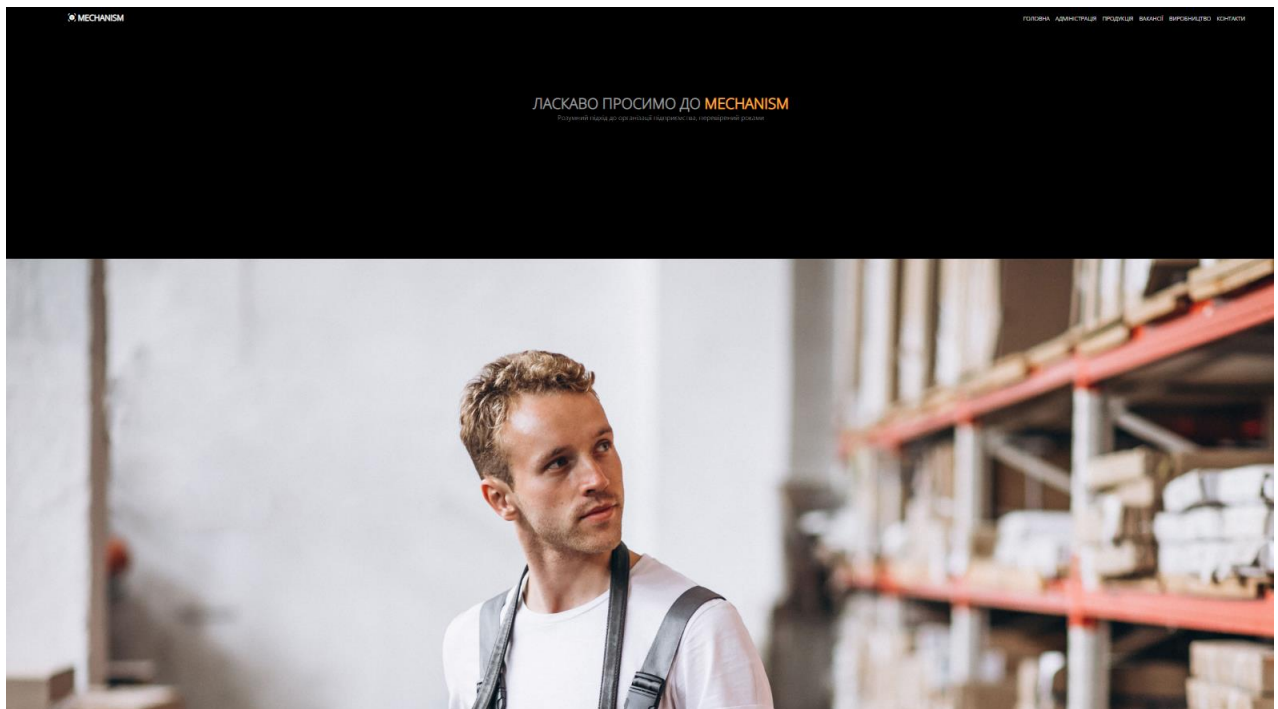 MECHANISM
ГОЛОВНА АДМІНІСТРАЦІЯ ПРОДУКЦІЯ ВАКАНСІЇ ВИРОБНИЦТВО КОНТАКТИ
ЛАСКАВО ПРОСИМО ДО MECHANISM
Розумний підхід до організації підприємства, перевірений роками